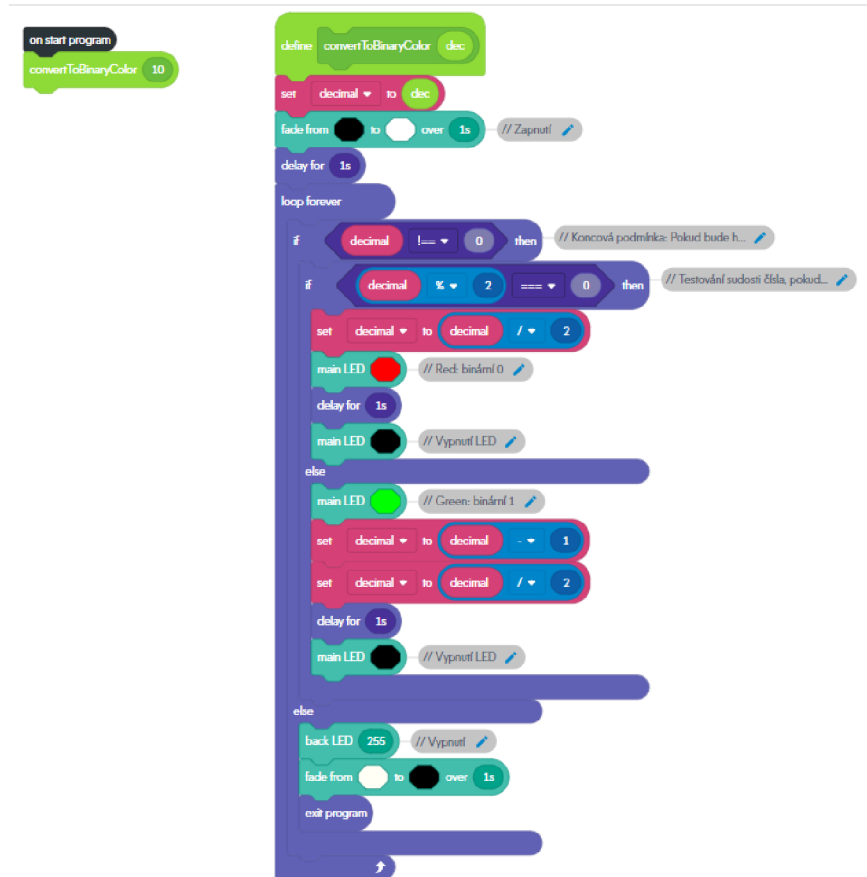 on start program
convertToBinaryColor 10
define convertToBinaryColor dec
set decimal to dec
fade from to over 1s // Zapnutí
delay for 1s
loop forever
if decimal !== 0 then // Koncová podmínka: Pokud bude h...
if decimal % 2 === 0 then // Testování sudosti čísla, pokud...
set decimal to decimal / 2
main LED // Red: binární 0
delay for 1s
main LED // Vypnutí LED
else
main LED // Green: binární 1
set decimal to decimal - 1
set decimal to decimal / 2
delay for 1s
main LED // Vypnutí LED
else
back LED 255 // Vypnutí
fade from to over 1s
exit program